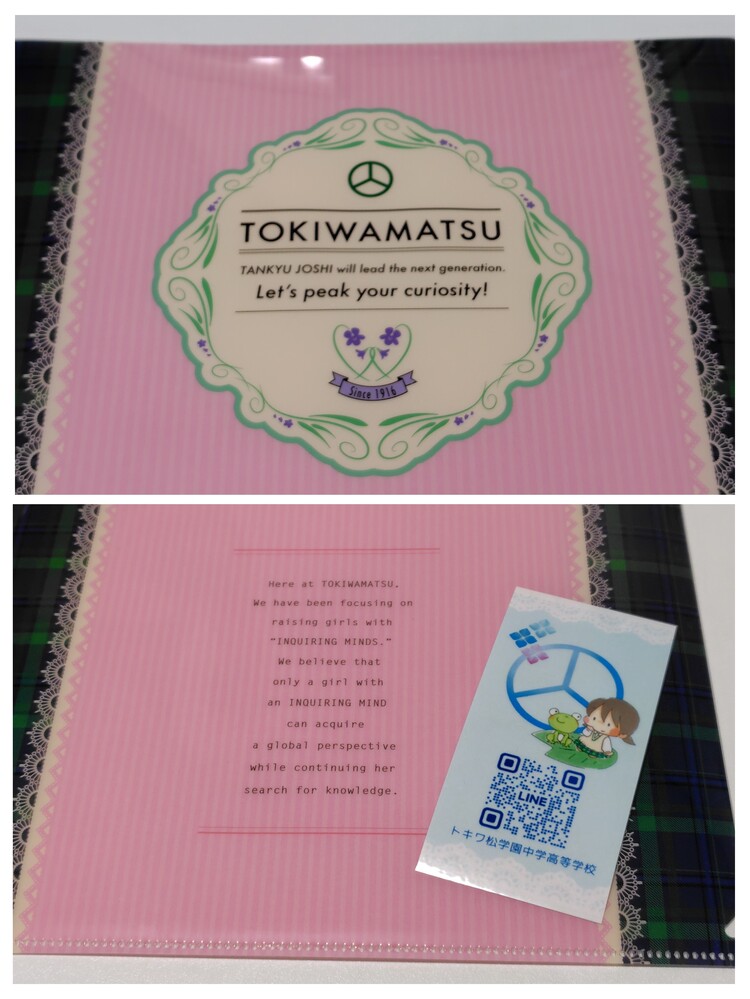 TOKIWAMATSU
TANKYU JOSHI will lead the next generation.
Let's peak your curiosity!
Since 1916
Here at TOKIWAMATSU.
We have been focusing on
raising girls with
"INQUIRING MINDS."
We believe that
only a girl with
an INQUIRING MIND
can acquire
a global perspective
while continuing her
search for knowledge.
LINE
トキワ松学園中学高等学校